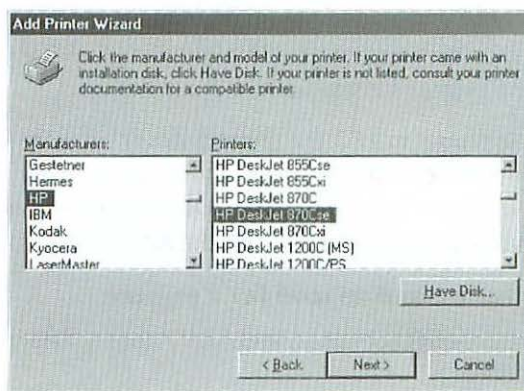 Add Printer Wizard
Click the manufacturer and model of your printer. If your printer came with an
installation disk, click Have Disk. If your printer is not listed, consult your printer
documentation for a compatible printer.
Manufacturers:
Gestetner
Hermes
HP
IBM
Kodak
Kyocera
LaserMaster
Printers:
HP DeskJet 855Cse
HP DeskJet 855Cxi
HP DeskJet 870C
HP DeskJet 870Cse
HP DeskJet 870Cxi
HP DeskJet 1200C (MS)
HP DeskJet 1200C/PS
Have Disk...
< Back
Next >
Cancel